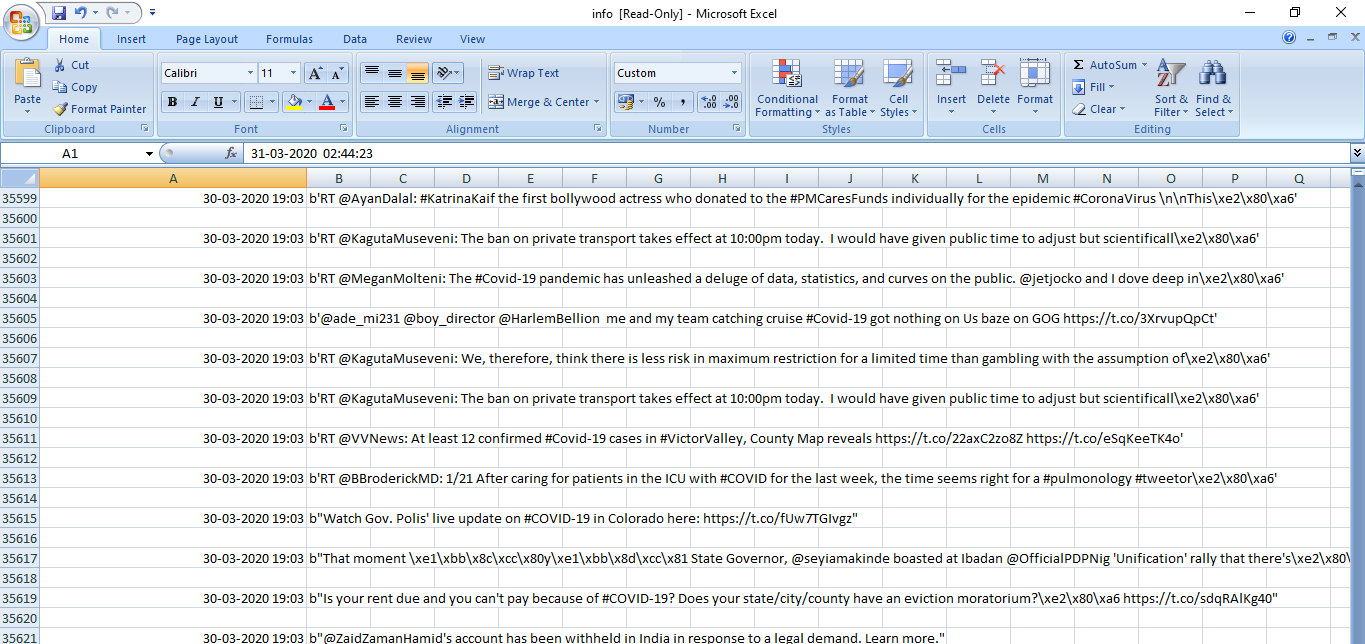 info [Read-Only] - Microsoft Excel
Home Insert Page Layout Formulas Data Review View
Paste
Cut
Copy
Format Painter
Clipboard
Calibri 11
B I U
Font
Wrap Text
Merge & Center
Alignment
Custom
Number
Conditional Formatting
Format as Table
Cell Styles
Styles
Insert Delete Format
Cells
Σ AutoSum
Fill
Clear
Sort & Filter
Find & Select
Editing
A1 fx 31-03-2020 02:44:23
A B C D E F G H I J K L M N O P Q
35599 30-03-2020 19:03 b'RT @AyanDalal: #KatrinaKaif the first bollywood actress who donated to the #PMCaresFunds individually for the epidemic #CoronaVirus \n\nThis\xe2\x80\xa6'
35600
35601 30-03-2020 19:03 b'RT @KagutaMuseveni: The ban on private transport takes effect at 10:00pm today.  I would have given public time to adjust but scientificall\xe2\x80\xa6'
35602
35603 30-03-2020 19:03 b'RT @MeganMolteni: The #Covid-19 pandemic has unleashed a deluge of data, statistics, and curves on the public. @jetjocko and I dove deep in\xe2\x80\xa6'
35604
35605 30-03-2020 19:03 b'@ade_mi231 @boy_director @HarlemBellion  me and my team catching cruise #Covid-19 got nothing on Us baze on GOG https://t.co/3XrvupQpCt'
35606
35607 30-03-2020 19:03 b'RT @KagutaMuseveni: We, therefore, think there is less risk in maximum restriction for a limited time than gambling with the assumption of\xe2\x80\xa6'
35608
35609 30-03-2020 19:03 b'RT @KagutaMuseveni: The ban on private transport takes effect at 10:00pm today.  I would have given public time to adjust but scientificall\xe2\x80\xa6'
35610
35611 30-03-2020 19:03 b'RT @VVNews: At least 12 confirmed #Covid-19 cases in #VictorValley, County Map reveals https://t.co/22axC2zo8Z https://t.co/eSqKeeTK4o'
35612
35613 30-03-2020 19:03 b'RT @BBroderickMD: 1/21 After caring for patients in the ICU with #COVID for the last week, the time seems right for a #pulmonology #tweetor\xe2\x80\xa6'
35614
35615 30-03-2020 19:03 b"Watch Gov. Polis' live update on #COVID-19 in Colorado here: https://t.co/fUw7TGIvgz"
35616
35617 30-03-2020 19:03 b"That moment \xe1\xbb\x8c\xcc\x80y\xe1\xbb\x8d\xcc\x81 State Governor, @seyiamakinde boasted at Ibadan @OfficialPDPNig 'Unification' rally that there's\xe2\x80\
35618
35619 30-03-2020 19:03 b"Is your rent due and you can't pay because of #COVID-19? Does your state/city/county have an eviction moratorium?\xe2\x80\xa6 https://t.co/sdqRAlKg40"
35620
35621 30-03-2020 19:03 b"@ZaidZamanHamid's account has been withheld in India in response to a legal demand. Learn more."